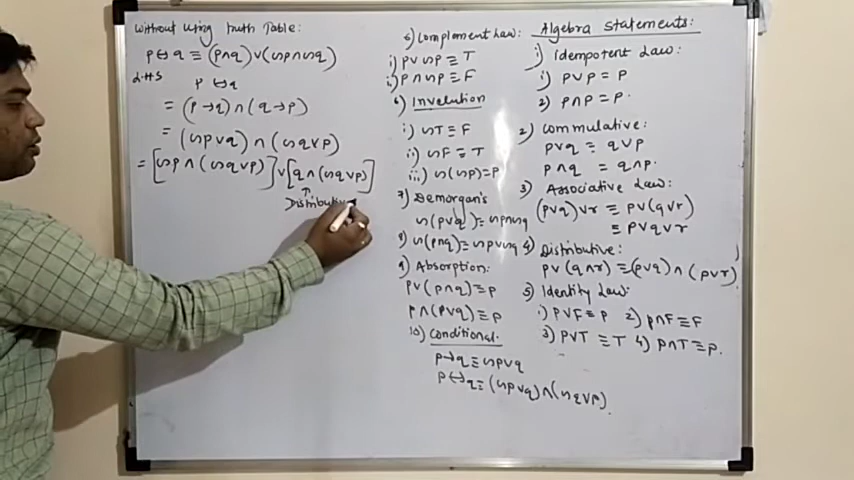 Without using Truth Table:
p↔q ≡ (p∧q)∨(∽p∧∽q)
L.H.S
p ↔ q
= (p→q)∧(q→p)
= (∽p∨q)∧(∽q∨p)
= [∽p∧(∽q∨p)]∨[q∧(∽q∨p)]
↑
Distributive
5) Complement Law:
i) p∨∽p ≡ T
ii) p∧∽p ≡ F
6) Involution
i) ∽T ≡ F
ii) ∽F ≡ T
iii) ∽(∽p) = p
7) Demorgan's
∽(p∨q) ≡ ∽p∧∽q
8) ∽(p∧q) ≡ ∽p∨∽q
9) Absorption:
p∨(p∧q) ≡ p
p∧(p∨q) ≡ p
10) Conditional.
p→q ≡ ∽p∨q
p↔q ≡ (∽p∨q)∧(∽q∨p).
Algebra Statements:
1) Idempotent Law:
1) p∨p = p
2) p∧p = p.
2) Commutative:
p∨q ≡ q∨p
p∧q = q∧p.
3) Associative Law:
(p∨q)∨r ≡ p∨(q∨r)
≡ p∨q∨r
4) Distributive:
p∨(q∧r) ≡ (p∨q)∧(p∨r)
5) Identity Law:
1) p∨F ≡ p 2) p∧F ≡ F
3) p∨T ≡ T 4) p∧T ≡ p.